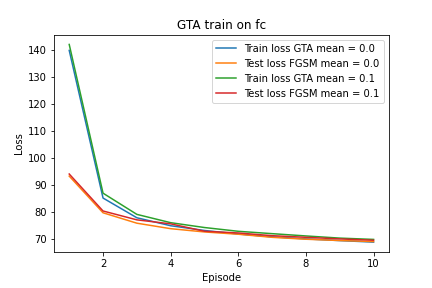 GTA train on fc
Train loss GTA mean = 0.0
Test loss FGSM mean = 0.0
Train loss GTA mean = 0.1
Test loss FGSM mean = 0.1
Loss
140
130
120
110
100
90
80
70
2 4 6 8 10
Episode